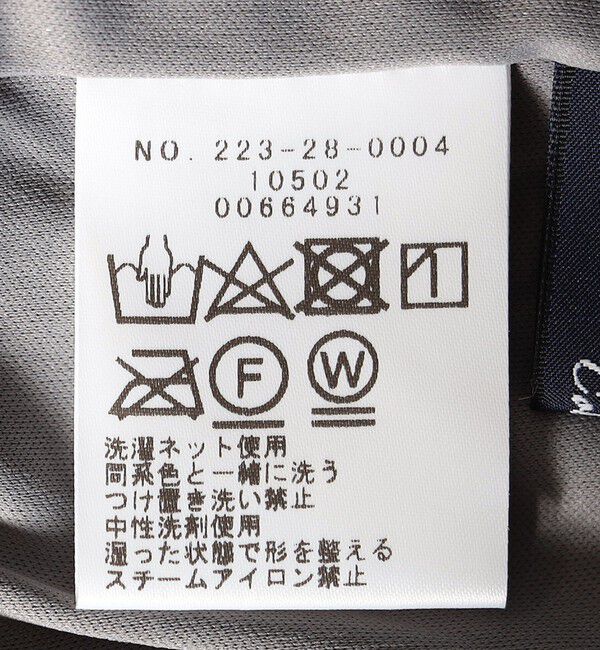 NO. 223-28-0004
10502
00664931
F W
洗濯ネット使用
同系色と一緒に洗う
つけ置き洗い禁止
中性洗剤使用
湿った状態で形を整える
スチームアイロン禁止